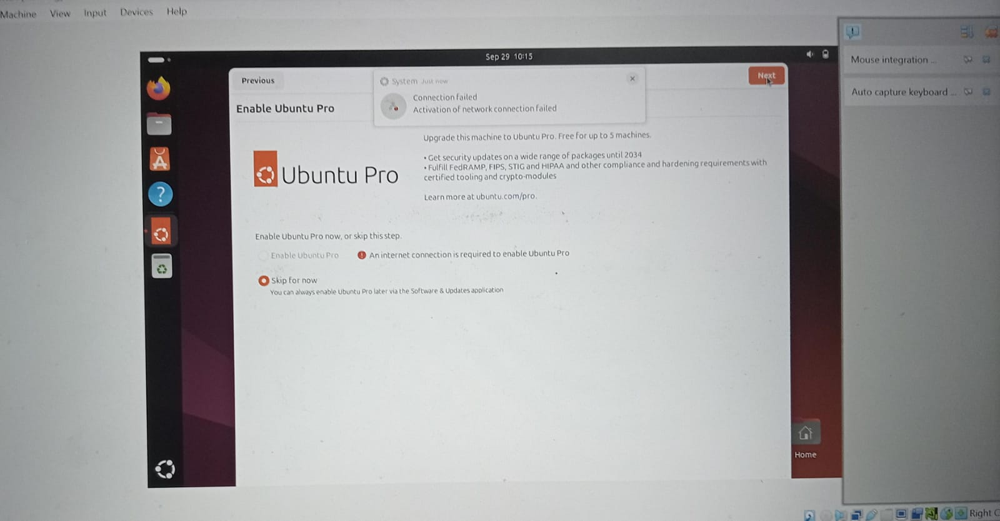 Machine View Input Devices Help
Sep 29 10:15
Previous
System Just now
Next
Connection failed
Activation of network connection failed
Enable Ubuntu Pro
Upgrade this machine to Ubuntu Pro. Free for up to 5 machines.
• Get security updates on a wide range of packages until 2034
• Fulfill FedRAMP, FIPS, STIG and HIPAA and other compliance and hardening requirements with
certified tooling and crypto-modules
Ubuntu Pro
Learn more at ubuntu.com/pro.
Enable Ubuntu Pro now, or skip this step.
Enable Ubuntu Pro
An internet connection is required to enable Ubuntu Pro
Skip for now
You can always enable Ubuntu Pro later via the Software & Updates application
Home
Mouse integration ...
Auto capture keyboard ...
Right C